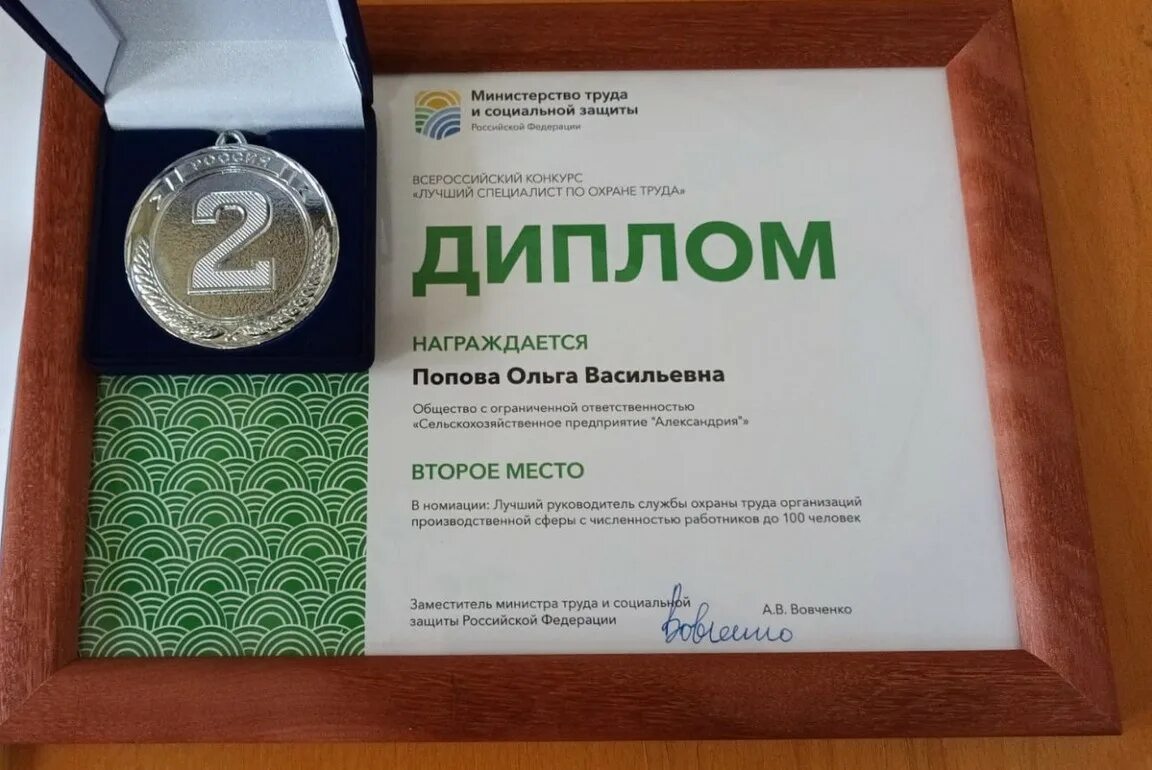 РОССИЯ
2
Министерство труда
и социальной защиты
Российской Федерации
ВСЕРОССИЙСКИЙ КОНКУРС
«ЛУЧШИЙ СПЕЦИАЛИСТ ПО ОХРАНЕ ТРУДА»
ДИПЛОМ
НАГРАЖДАЕТСЯ
Попова Ольга Васильевна
Общество с ограниченной ответственностью
«Сельскохозяйственное предприятие "Александрия"»
ВТОРОЕ МЕСТО
В номиации: Лучший руководитель службы охраны труда организаций
производственной сферы с численностью работников до 100 человек
Заместитель министра труда и социальной
защиты Российской Федерации
Вовченко
А.В. Вовченко